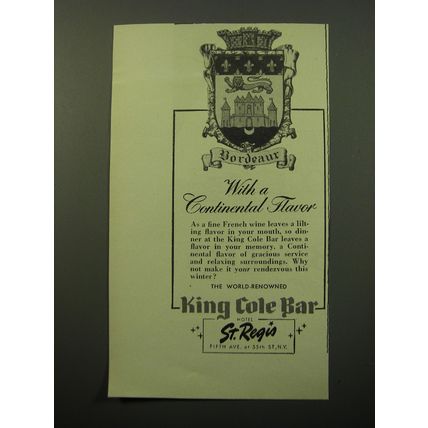 Bordeaux
With a
Continental Flavor
As a fine French wine leaves a lilt-
ing flavor in your mouth, so din-
ner at the King Cole Bar leaves a
flavor in your memory. a Conti-
nental flavor of gracious service
and relaxing surroundings. Why
not make it your rendezvous this
winter?
THE WORLD-RENOWNED
King Cole Bar
HOTEL
St. Regis
FIFTH AVE. at 55th ST., N.Y.